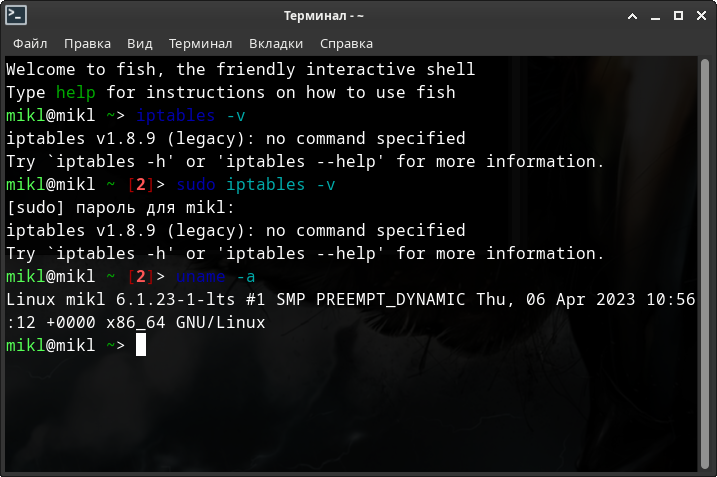 Терминал - ~
Файл Правка Вид Терминал Вкладки Справка
Welcome to fish, the friendly interactive shell
Type help for instructions on how to use fish
mikl@mikl ~> iptables -v
iptables v1.8.9 (legacy): no command specified
Try `iptables -h' or 'iptables --help' for more information.
mikl@mikl ~ [2]> sudo iptables -v
[sudo] пароль для mikl:
iptables v1.8.9 (legacy): no command specified
Try `iptables -h' or 'iptables --help' for more information.
mikl@mikl ~ [2]> uname -a
Linux mikl 6.1.23-1-lts #1 SMP PREEMPT_DYNAMIC Thu, 06 Apr 2023 10:56
:12 +0000 x86_64 GNU/Linux
mikl@mikl ~>